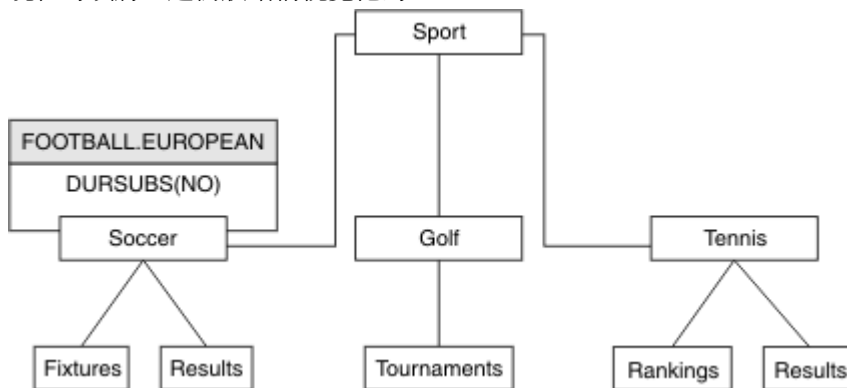 Sport
FOOTBALL.EUROPEAN
DURSUBS(NO)
Soccer
Golf
Tennis
Fixtures
Results
Tournaments
Rankings
Results